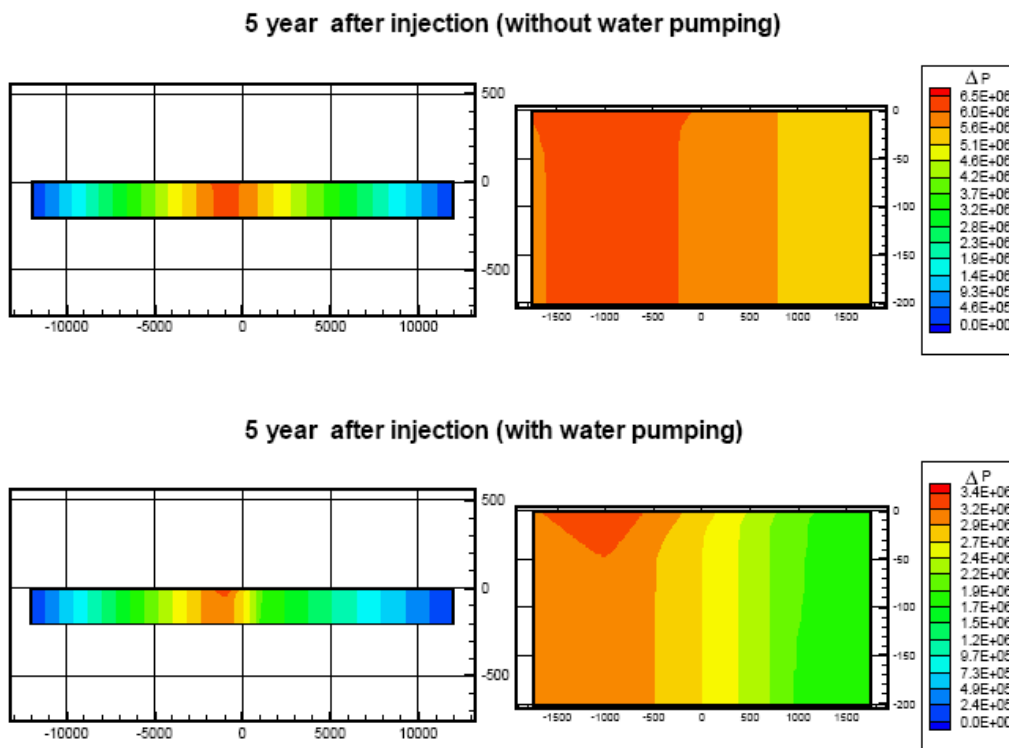 5 year after injection (without water pumping)
500
0
-500
-10000 -5000 0 5000 10000
0
-50
-100
-150
-200
-1500 -1000 -500 0 500 1000 1500
Δ P
6.5E+06
6.0E+06
5.6E+06
5.1E+06
4.6E+06
4.2E+06
3.7E+06
3.2E+06
2.8E+06
2.3E+06
1.9E+06
1.4E+06
9.3E+05
4.6E+05
0.0E+00
5 year after injection (with water pumping)
500
0
-500
-10000 -5000 0 5000 10000
0
-50
-100
-150
-200
-1500 -1000 -500 0 500 1000 1500
Δ P
3.4E+06
3.2E+06
2.9E+06
2.7E+06
2.4E+06
2.2E+06
1.9E+06
1.7E+06
1.5E+06
1.2E+06
9.7E+05
7.3E+05
4.9E+05
2.4E+05
0.0E+00